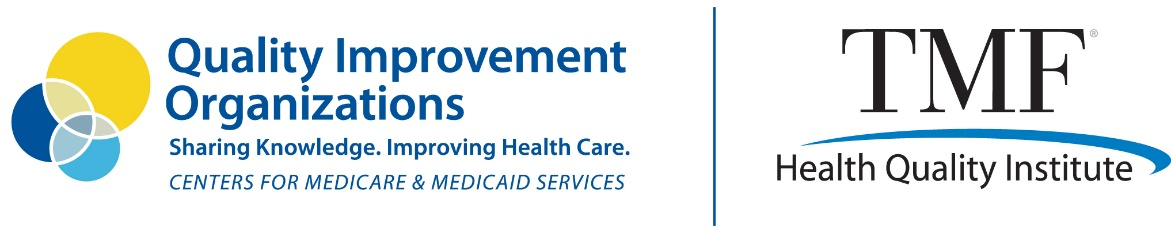 Quality Improvement
Organizations
Sharing Knowledge. Improving Health Care.
CENTERS FOR MEDICARE & MEDICAID SERVICES
TMF®
Health Quality Institute